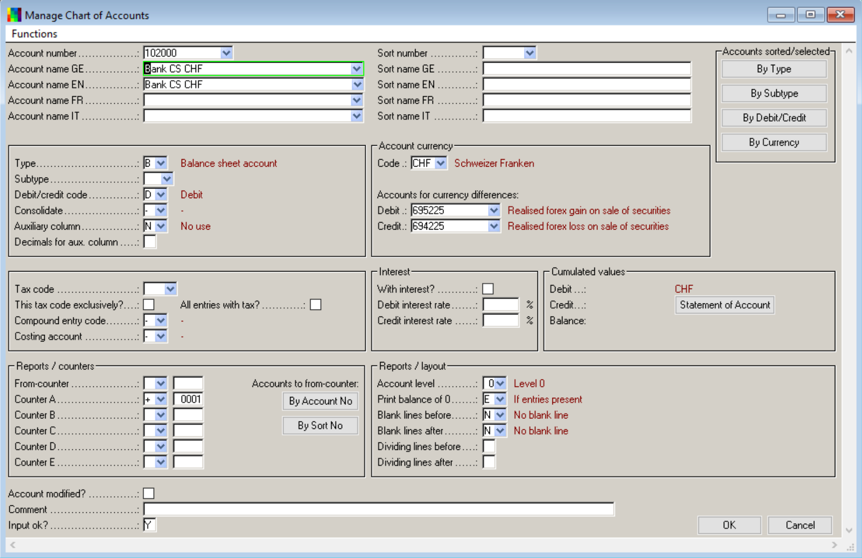 Manage Chart of Accounts
Functions
Account number..............: 102000 Sort number ..............:
Account name GE............: Bank CS CHF Sort name GE ............:
Account name EN............: Bank CS CHF Sort name EN ............:
Account name FR............: Sort name FR ............:
Account name IT.............: Sort name IT .............:
Accounts sorted/selected
By Type
By Subtype
By Debit/Credit
By Currency
Type............................: B Balance sheet account
Subtype........................:
Debit/credit code............: D Debit
Consolidate...................: - -
Auxiliary column.............: N No use
Decimals for aux. column .....:
Account currency
Code .: CHF Schweizer Franken
Accounts for currency differences:
Debit .: 695225 Realised forex gain on sale of securities
Credit.: 694225 Realised forex loss on sale of securities
Tax code .......................:
This tax code exclusively?...: All entries with tax? ............:
Compound entry code........: - -
Costing account ..............: - -
Interest
With interest? ..........:
Debit interest rate ......: %
Credit interest rate ......: %
Cumulated values
Debit ...: CHF
Credit...: Statement of Account
Balance:
Reports / counters
From-counter ..................:
Counter A.......................: + 0001
Counter B.......................:
Counter C.......................:
Counter D.......................:
Counter E.......................:
Accounts to from-counter:
By Account No
By Sort No
Reports / layout
Account level ...........: 0 Level 0
Print balance of 0.......: E If entries present
Blank lines before.......: N No blank line
Blank lines after.........: N No blank line
Dividing lines before....:
Dividing lines after ......:
Account modified? .............:
Comment ........................:
Input ok?........................: Y
OK Cancel